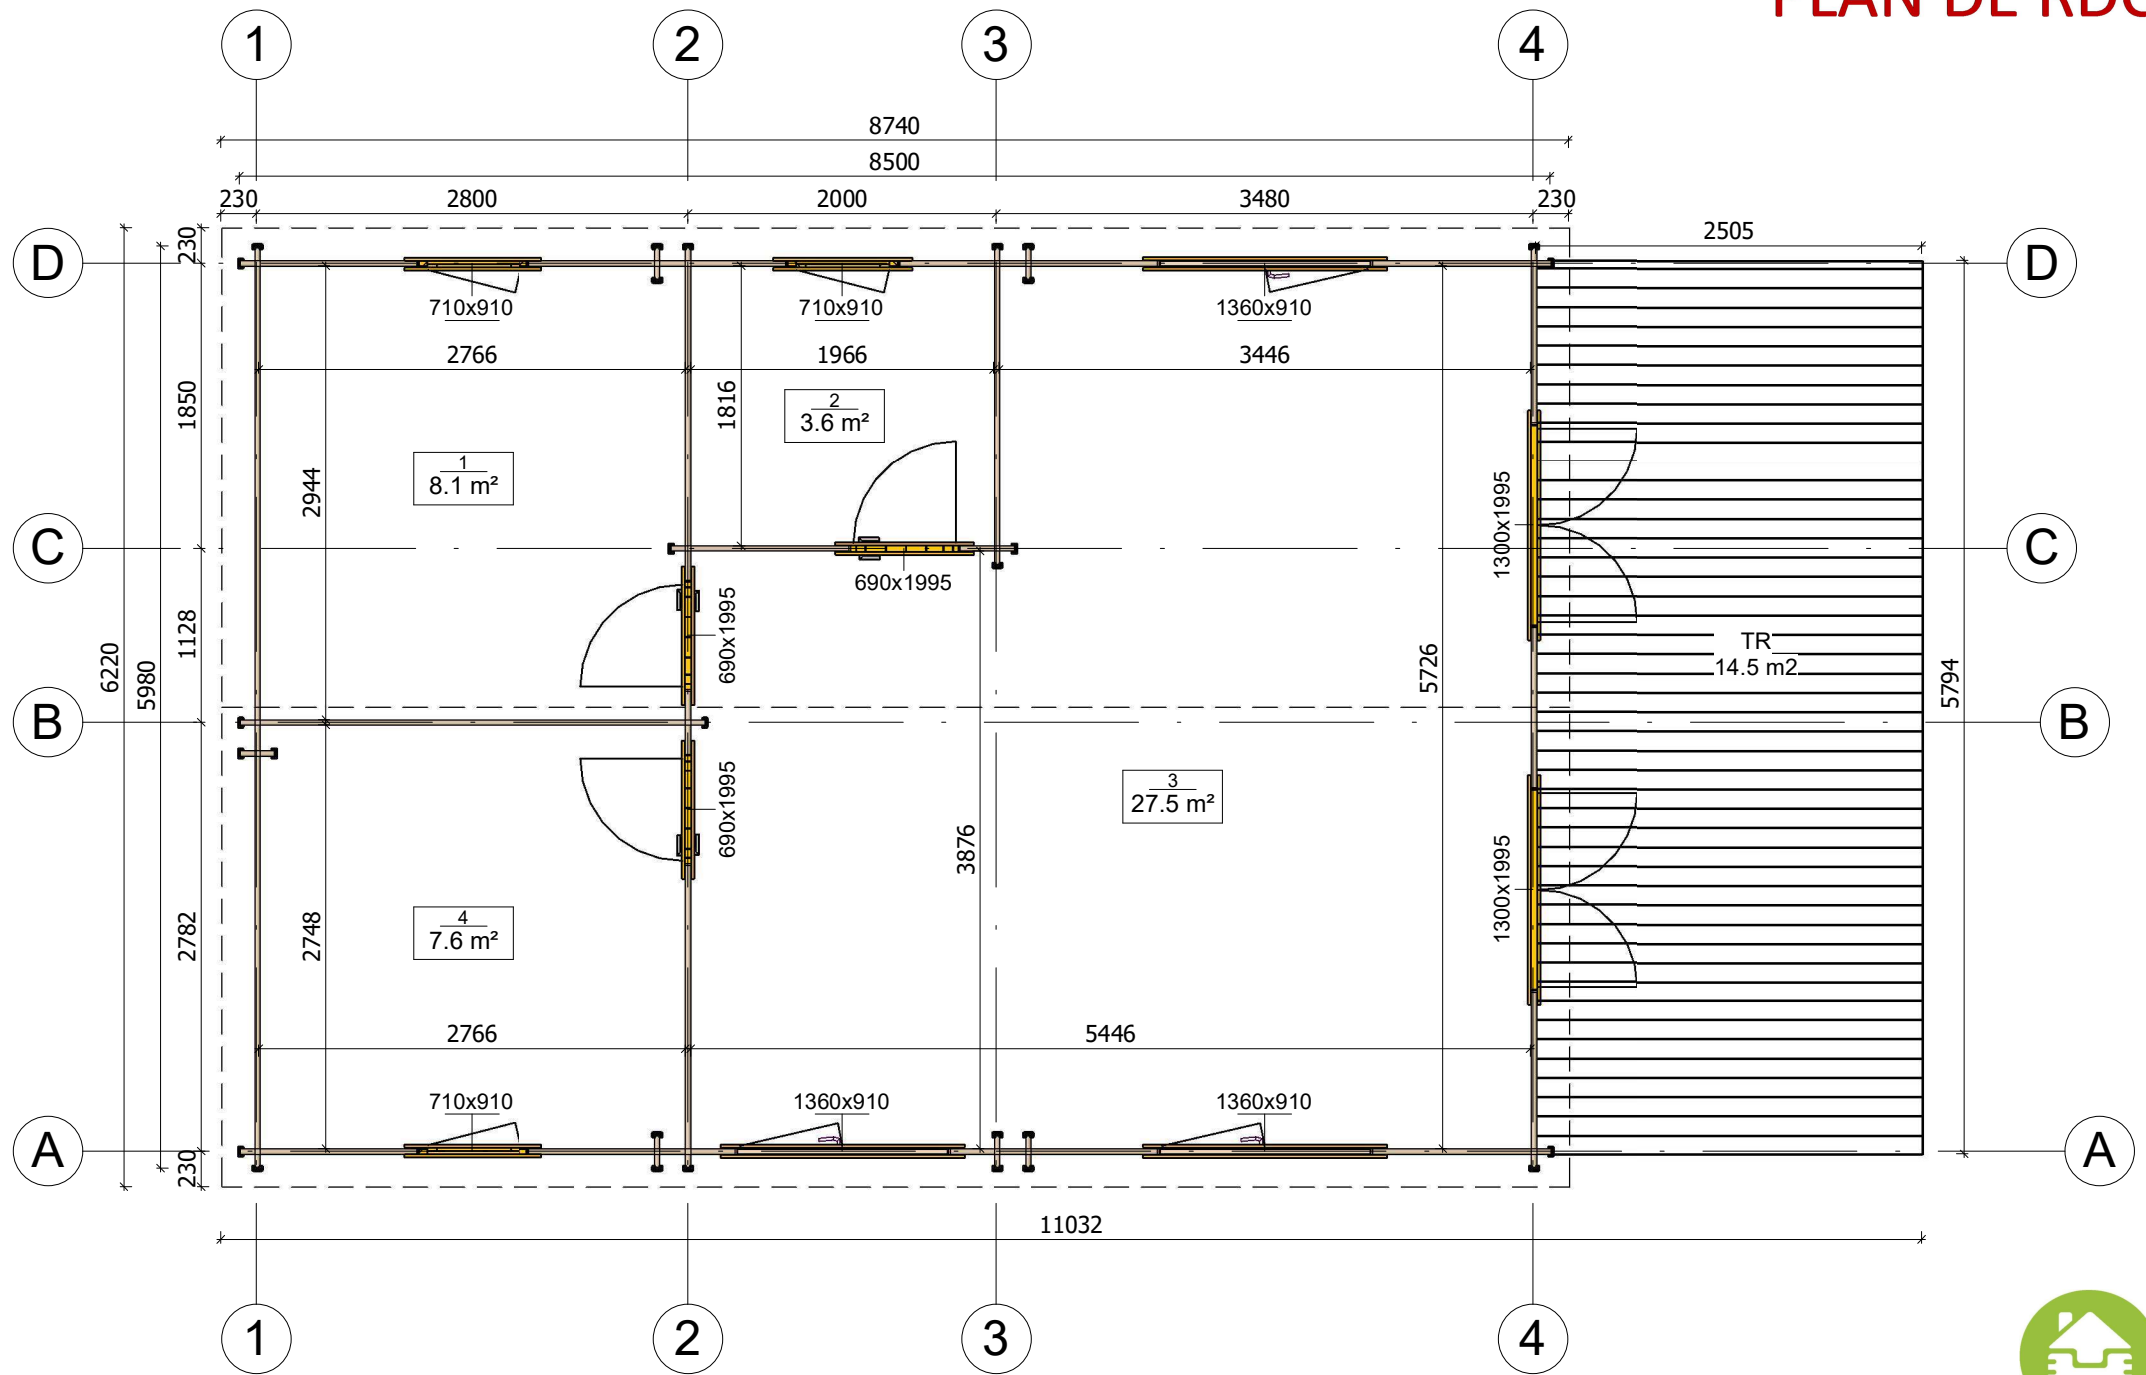 PLAN DE RDC
1 2 3 4
8740
8500
230 2800 2000 3480 230
2505
D D
230
710x910 710x910 1360x910
2766 1966 3446
1850
1816
2
3.6 m²
1
8.1 m²
2944
1300x1995
C C
690x1995
690x1995
1128
6220
5980
5726
TR
14.5 m2
5794
B B
690x1995
3
27.5 m²
3876
1300x1995
2782
2748
4
7.6 m²
2766 5446
710x910 1360x910 1360x910
A A
230
11032
1 2 3 4